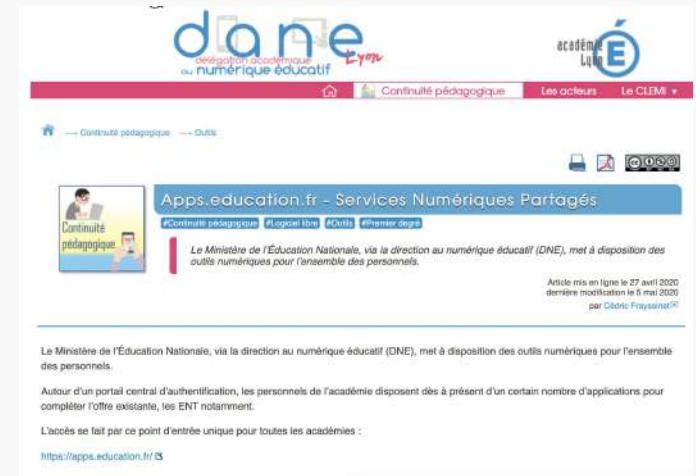 dane
Lyon
délégation académique
au numérique éducatif
académie
Lyon
É
Continuité pédagogique
Les acteurs
Le CLEMI ▾
→ Continuité pédagogique → Outils
Continuité
pédagogique
Apps.education.fr - Services Numériques Partagés
#Continuité pédagogique #Logiciel libre #Outils #Premier degré
Le Ministère de l'Éducation Nationale, via la direction au numérique éducatif (DNE), met à disposition des
outils numériques pour l'ensemble des personnels.
Article mis en ligne le 27 avril 2020
dernière modification le 5 mai 2020
par Cédric Frayssinet
Le Ministère de l'Éducation Nationale, via la direction au numérique éducatif (DNE), met à disposition des outils numériques pour l'ensemble
des personnels.
Autour d'un portail central d'authentification, les personnels de l'académie disposent dès à présent d'un certain nombre d'applications pour
compléter l'offre existante, les ENT notamment.
L'accès se fait par ce point d'entrée unique pour toutes les académies :
https://apps.education.fr/